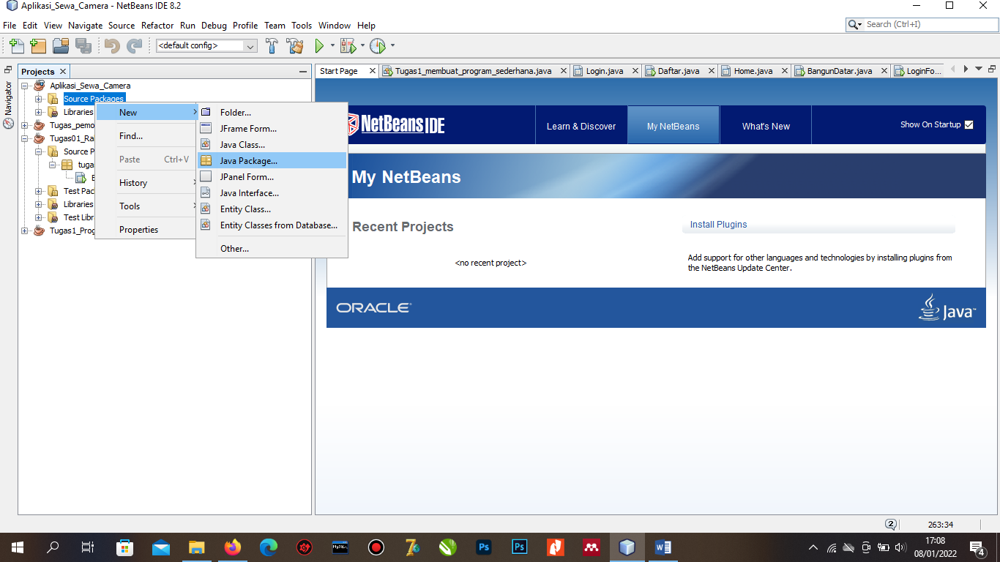 Aplikasi_Sewa_Camera - NetBeans IDE 8.2
File Edit View Navigate Source Refactor Run Debug Profile Team Tools Window Help
Search (Ctrl+I)
<default config>
Projects
Navigator
Aplikasi_Sewa_Camera
Source Packages
Libraries
Tugas_pemo
Tugas01_Ra
Source P
tuga
Test Pac
Libraries
Test Libr
Tugas1_Prog
New
Find...
Paste Ctrl+V
History
Tools
Properties
Folder...
JFrame Form...
Java Class...
Java Package...
JPanel Form...
Java Interface...
Entity Class...
Entity Classes from Database...
Other...
Start Page Tugas1_membuat_program_sederhana.java Login.java Daftar.java Home.java BangunDatar.java LoginFo...
NetBeans IDE
Learn & Discover My NetBeans What's New Show On Startup
My NetBeans
Recent Projects
<no recent project>
Install Plugins
Add support for other languages and technologies by installing plugins from
the NetBeans Update Center.
ORACLE
Java™
2 263:34
MySQL
7
Ps
Ps
W
17:08
08/01/2022
4